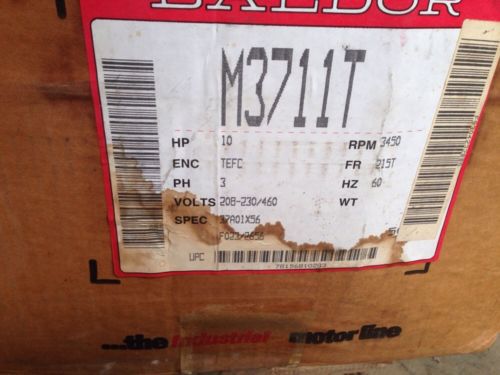 BALDOR
M3711T
HP 10 RPM 3450
ENC TEFC FR 215T
PH 3 HZ 60
VOLTS 208-230/460 WT
SPEC 37A01X56
UPC
...the Industrial motor line